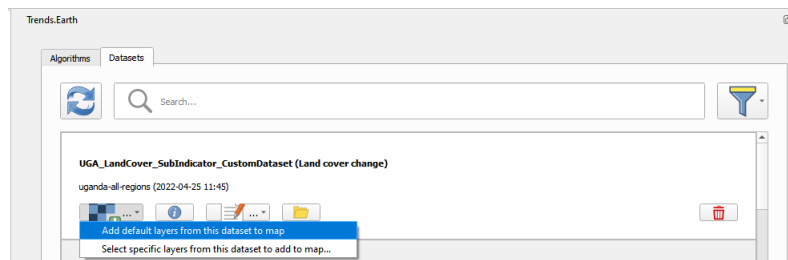 Trends.Earth
Algorithms Datasets
Search...
UGA_LandCover_SubIndicator_CustomDataset (Land cover change)
uganda-all-regions (2022-04-25 11:45)
... ...
Add default layers from this dataset to map
Select specific layers from this dataset to add to map...